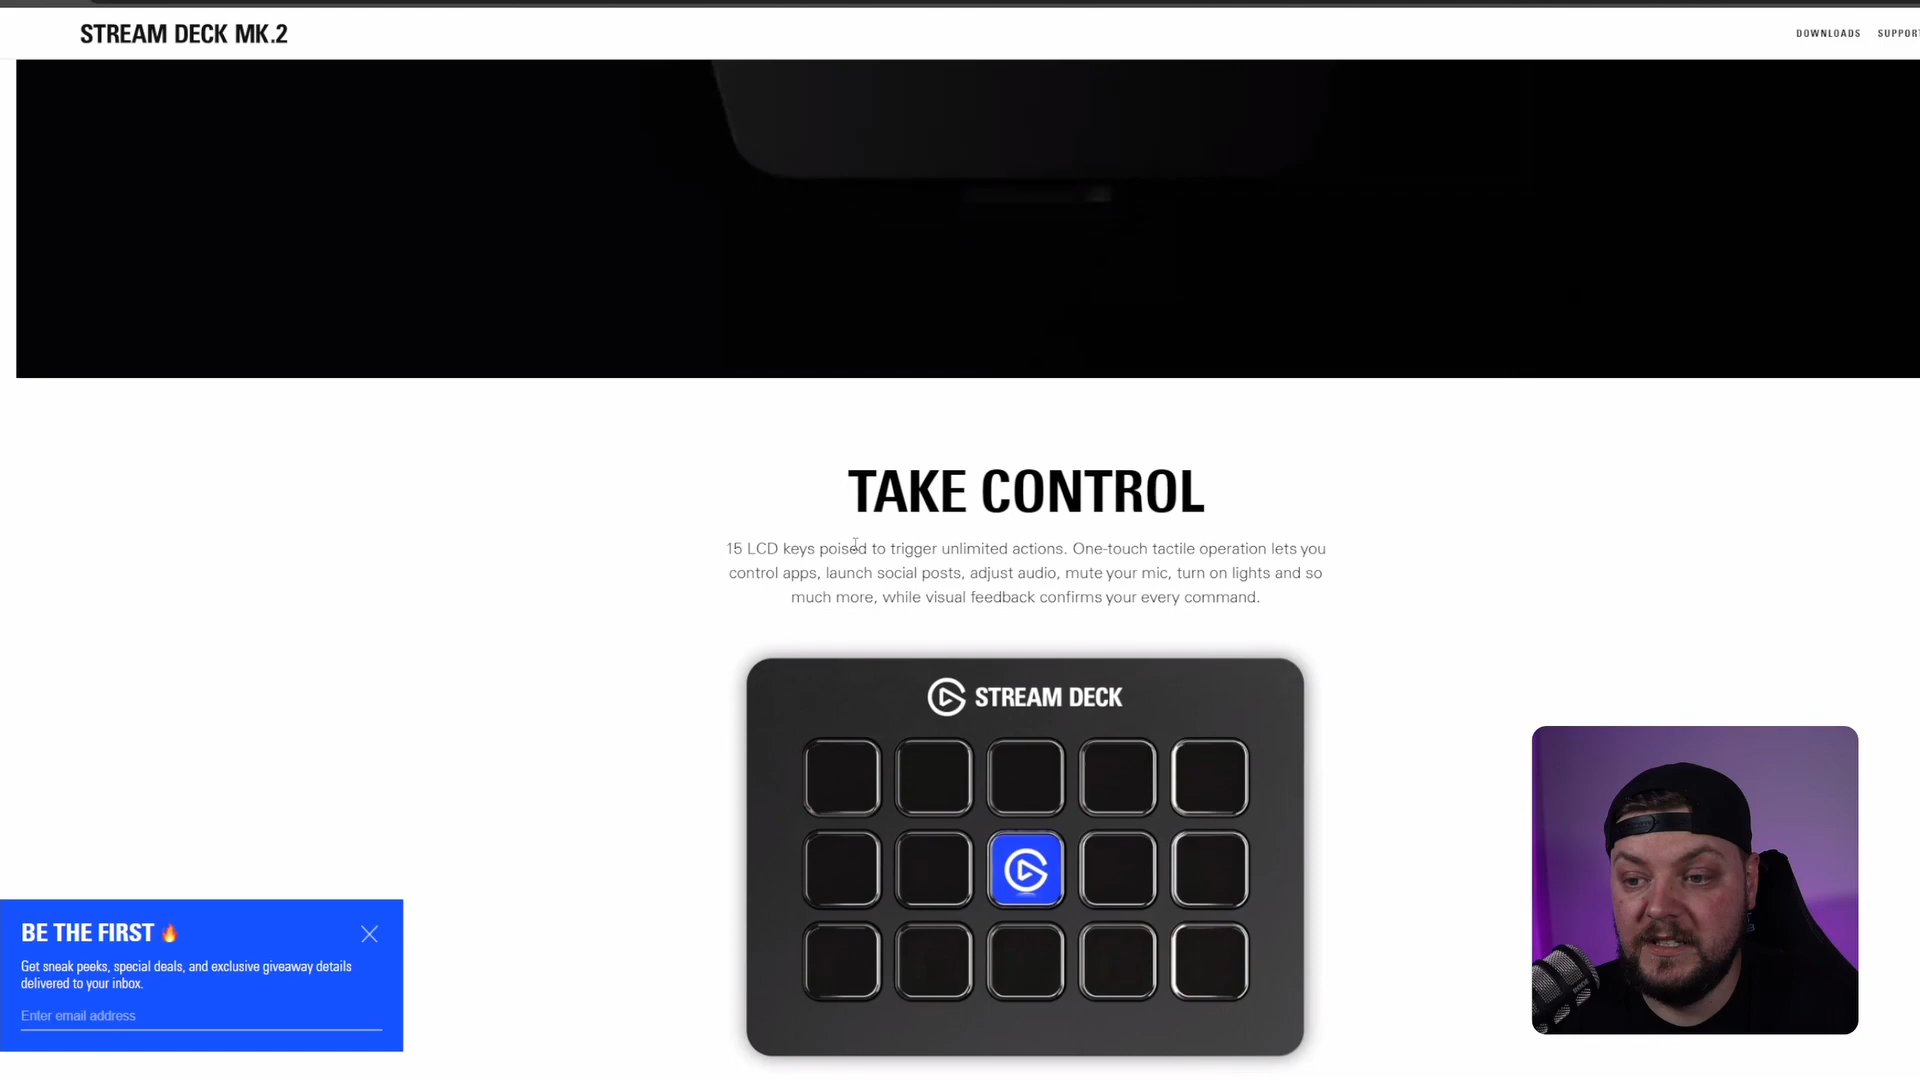 STREAM DECK MK.2
DOWNLOADS
SUPPORT
TAKE CONTROL
15 LCD keys poised to trigger unlimited actions. One-touch tactile operation lets you
control apps, launch social posts, adjust audio, mute your mic, turn on lights and so
much more, while visual feedback confirms your every command.
STREAM DECK
BE THE FIRST 🔥
Get sneak peeks, special deals, and exclusive giveaway details
delivered to your inbox.
Enter email address